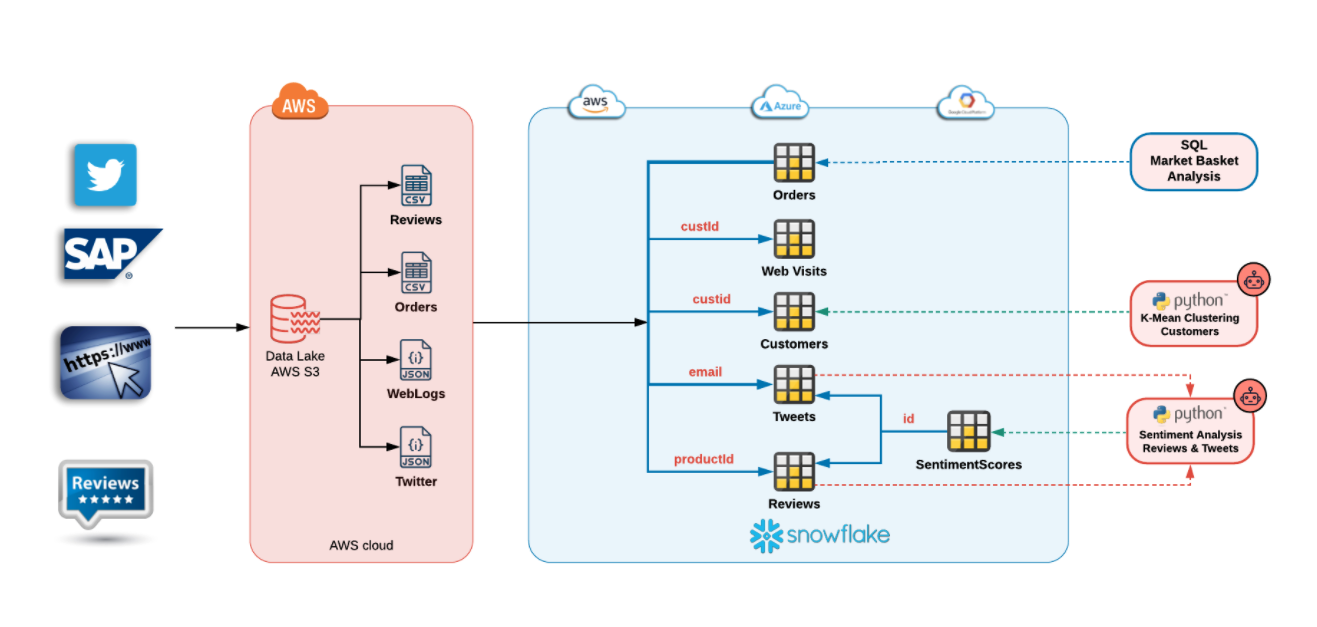 AWS
aws
Azure
Google Cloud Platform
SAP
®
https://www
Reviews
Data Lake
AWS S3
CSV
Reviews
CSV
Orders
{i}
JSON
WebLogs
{i}
JSON
Twitter
AWS cloud
Orders
custId
Web Visits
custid
Customers
email
Tweets
id
SentimentScores
productId
Reviews
snowflake
SQL
Market Basket
Analysis
python™
K-Mean Clustering
Customers
python™
Sentiment Analysis
Reviews & Tweets